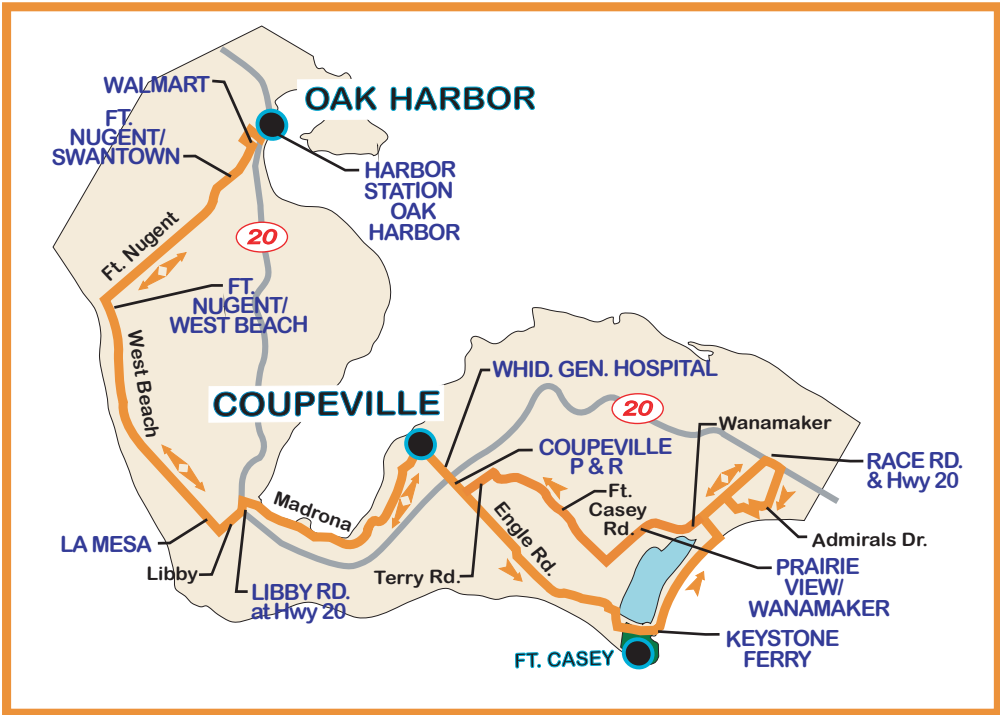 WALMART
OAK HARBOR
FT.
NUGENT/
SWANTOWN
HARBOR
STATION
OAK
HARBOR
20
Ft. Nugent
FT.
NUGENT/
WEST BEACH
West Beach
COUPEVILLE
WHID. GEN. HOSPITAL
20
Wanamaker
COUPEVILLE
P & R
RACE RD.
& Hwy 20
Ft.
Casey
Rd.
Madrona
Engle Rd.
Admirals Dr.
LA MESA
Libby
Terry Rd.
LIBBY RD.
at Hwy 20
PRAIRIE
VIEW/
WANAMAKER
KEYSTONE
FERRY
FT. CASEY